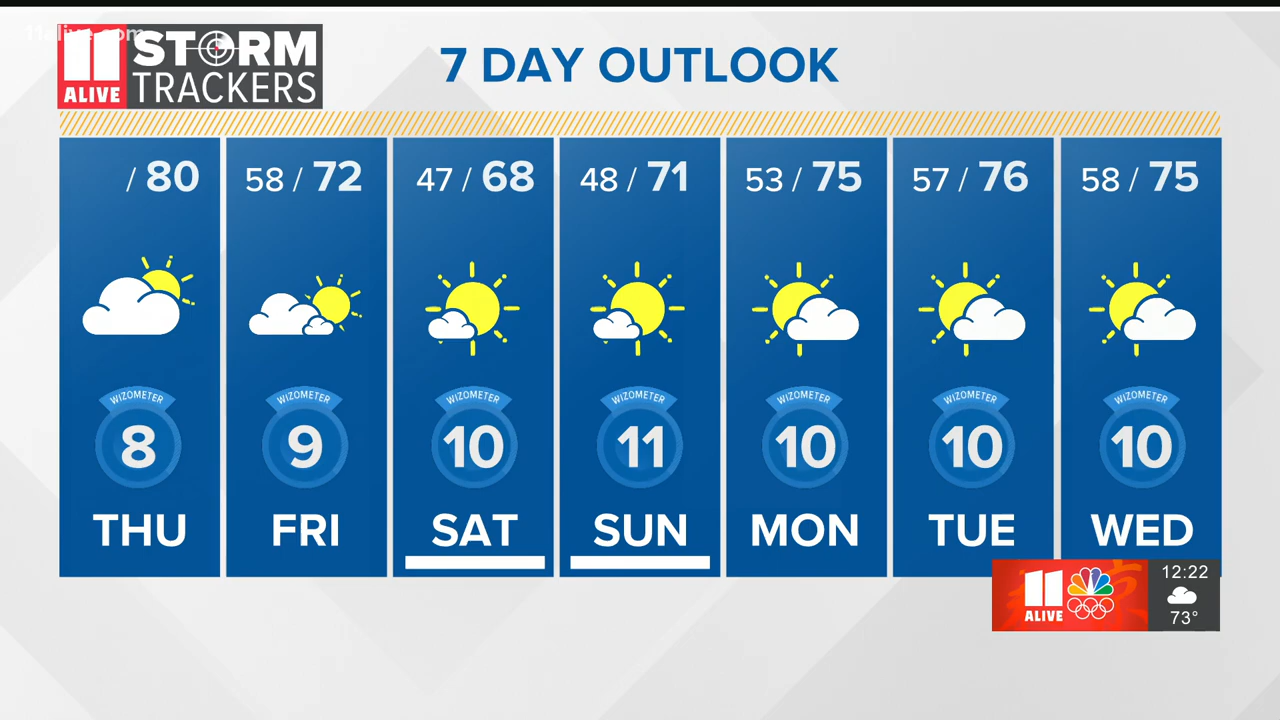 11alive.com
11 ALIVE
STORM
TRACKERS
7 DAY OUTLOOK
/ 80
58 / 72
47 / 68
48 / 71
53 / 75
57 / 76
58 / 75
WIZOMETER
WIZOMETER
WIZOMETER
WIZOMETER
WIZOMETER
WIZOMETER
WIZOMETER
8
9
10
11
10
10
10
THU
FRI
SAT
SUN
MON
TUE
WED
11 ALIVE
12:22
73°